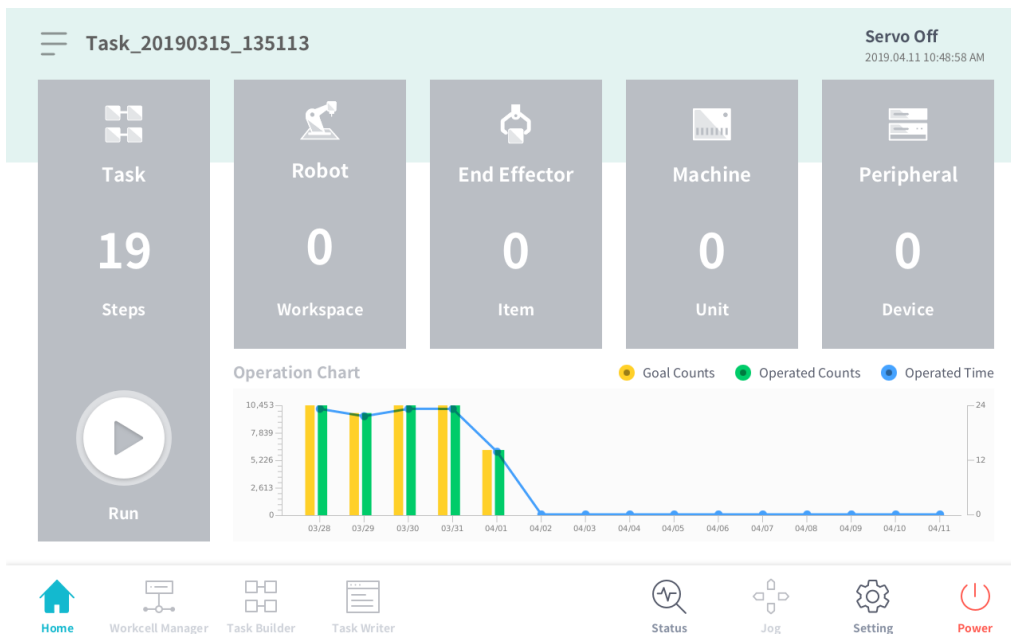 Task_20190315_135113
Servo Off
2019.04.11 10:48:58 AM
Task
19
Steps
Run
Robot
0
Workspace
End Effector
0
Item
Machine
0
Unit
Peripheral
0
Device
Operation Chart
Goal Counts
Operated Counts
Operated Time
10,453
7,839
5,226
2,613
0
24
12
0
03/28 03/29 03/30 03/31 04/01 04/02 04/03 04/04 04/05 04/06 04/07 04/08 04/09 04/10 04/11
Home
Workcell Manager
Task Builder
Task Writer
Status
Jog
Setting
Power